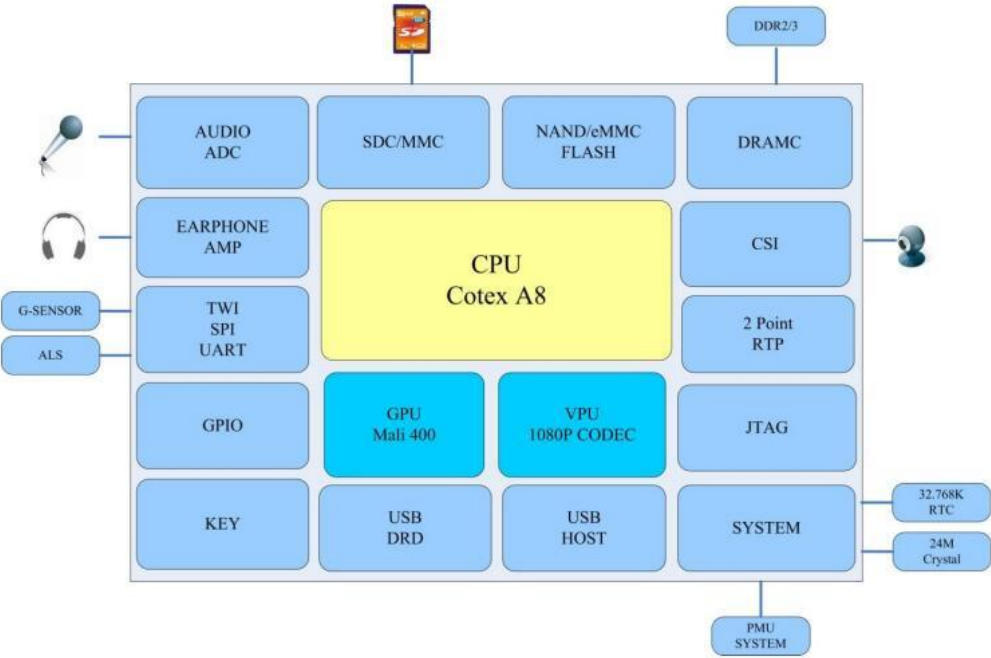 DDR2/3
AUDIO
ADC
SDC/MMC
NAND/eMMC
FLASH
DRAMC
EARPHONE
AMP
CPU
Cotex A8
CSI
G-SENSOR
ALS
TWI
SPI
UART
2 Point
RTP
GPIO
GPU
Mali 400
VPU
1080P CODEC
JTAG
KEY
USB
DRD
USB
HOST
SYSTEM
32.768K
RTC
24M
Crystal
PMU
SYSTEM